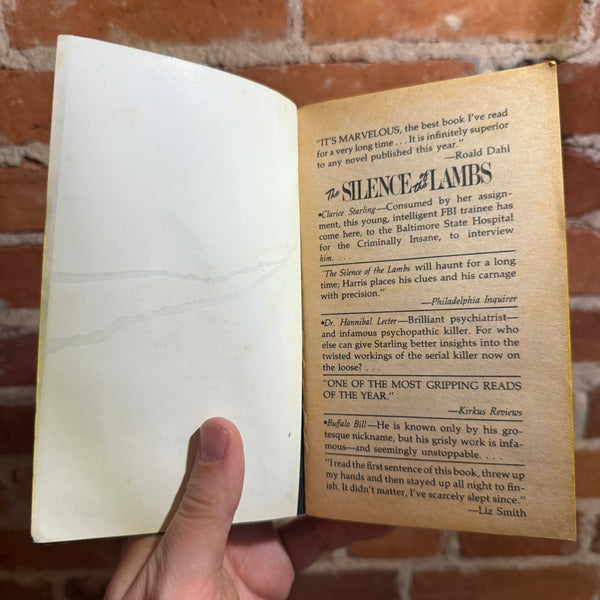 "IT'S MARVELOUS, the best book I've read
for a very long time . . . It is infinitely superior
to any novel published this year."
—Roald Dahl
The SILENCE OF THE LAMBS
•Clarice Starling—Consumed by her assign-
ment, this young, intelligent FBI trainee has
come here, to the Baltimore State Hospital
for the Criminally Insane, to interview
him. . . .
"The Silence of the Lambs will haunt for a long
time; Harris places his clues and his carnage
with precision."
—Philadelphia Inquirer
•Dr. Hannibal Lecter—Brilliant psychiatrist—
and infamous psychopathic killer. For who
else can give Starling better insights into the
twisted workings of the serial killer now on
the loose? . . .
"ONE OF THE MOST GRIPPING READS
OF THE YEAR."
—Kirkus Reviews
•Buffalo Bill—He is known only by his gro-
tesque nickname, but his grisly work is infa-
mous—and seemingly unstoppable. . . .
"I read the first sentence of this book, threw up
my hands and then stayed up all night to fin-
ish. It didn't matter, I've scarcely slept since."
—Liz Smith